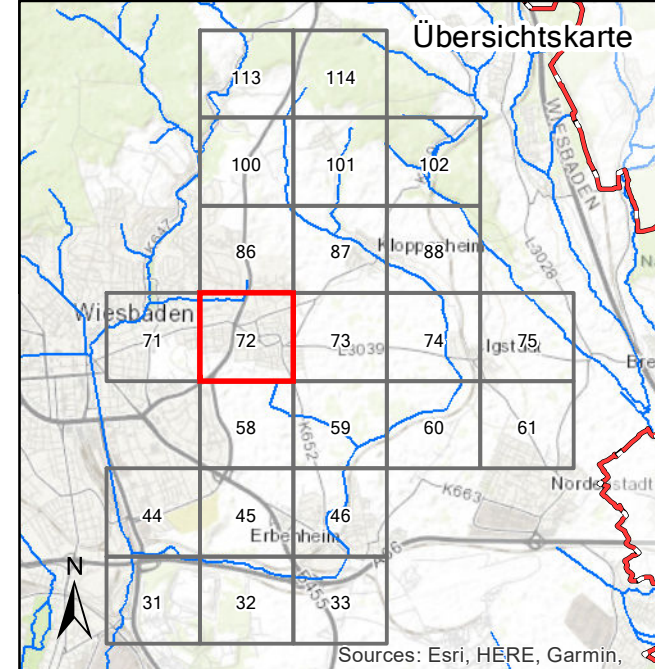 Übersichtskarte
113 114
WIESBADEN
100 101 102
K647
86 87 88
Kloppenheim
L3028
Wiesbaden
71 72 73 74 75
L3039
Igstadt
58 59 60 61
K652
K663
Nordenstadt
44 45 46
Erbenheim
A66
N
31 32 33
B455
Sources: Esri, HERE, Garmin,